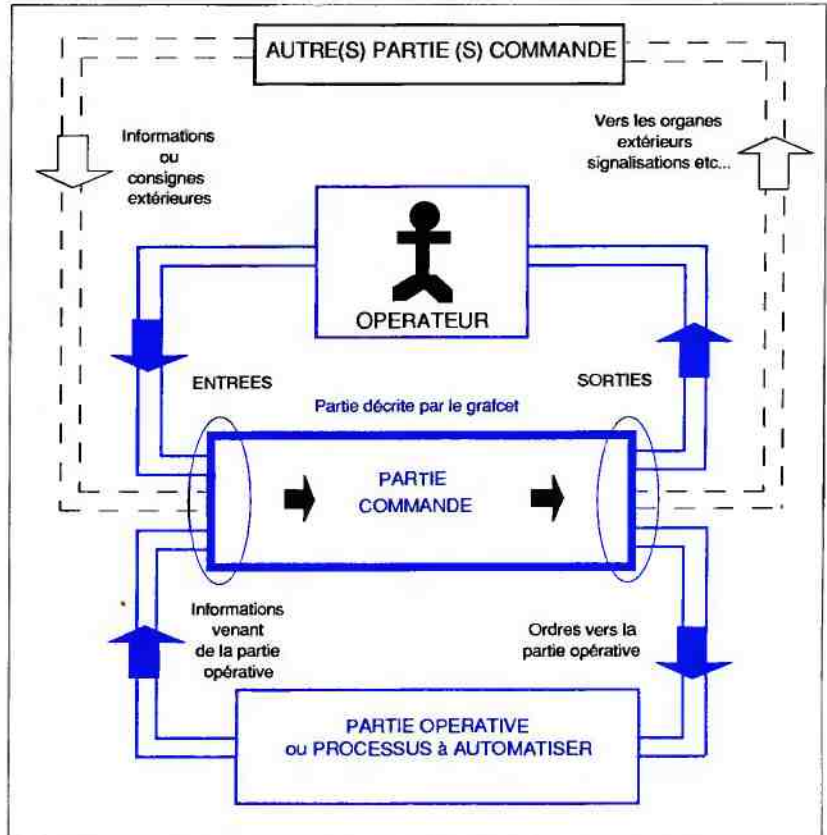 AUTRE(S) PARTIE (S) COMMANDE
Informations
ou
consignes
extérieures
Vers les organes
extérieurs
signalisations etc...
OPERATEUR
ENTREES
SORTIES
Partie décrite par le grafcet
PARTIE
COMMANDE
Informations
venant
de la partie
opérative
Ordres vers la
partie opérative
PARTIE OPERATIVE
ou PROCESSUS à AUTOMATISER